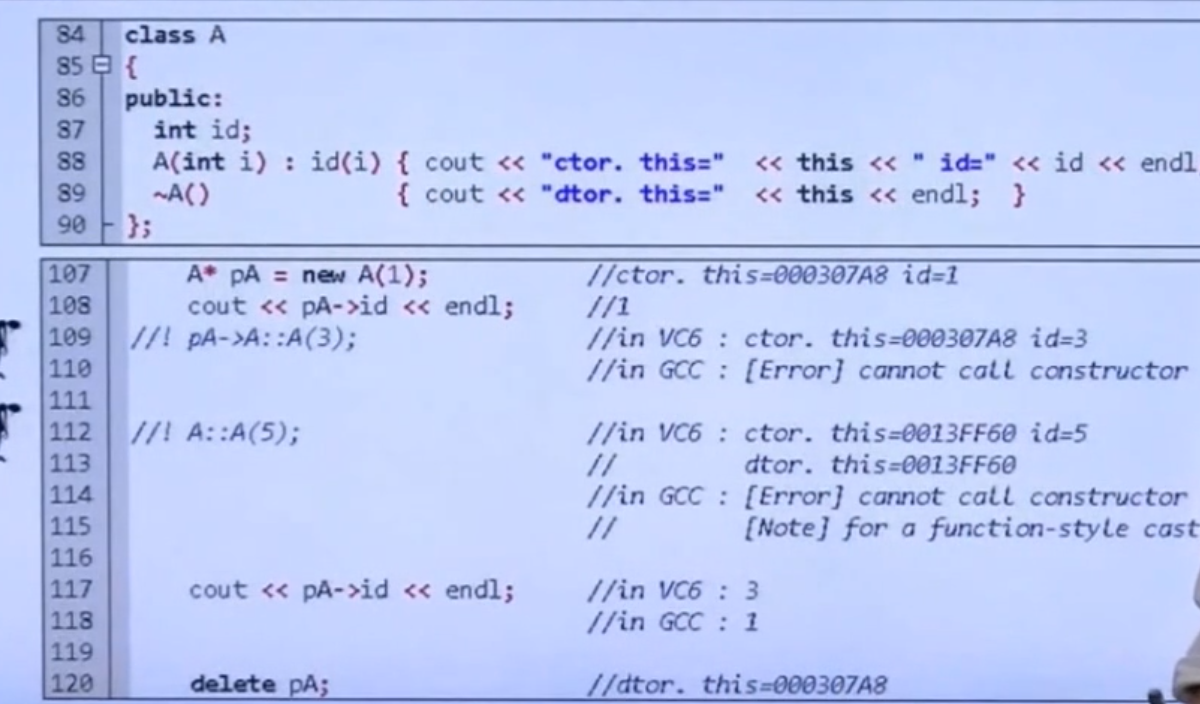 84 class A
85 {
86 public:
87 int id;
88 A(int i) : id(i) { cout << "ctor. this=" << this << " id=" << id << endl
89 ~A() { cout << "dtor. this=" << this << endl; }
90 };
107 A* pA = new A(1); //ctor. this=000307A8 id=1
108 cout << pA->id << endl; //1
109 //! pA->A::A(3); //in VC6 : ctor. this=000307A8 id=3
110 //in GCC : [Error] cannot call constructor
111
112 //! A::A(5); //in VC6 : ctor. this=0013FF60 id=5
113 // dtor. this=0013FF60
114 //in GCC : [Error] cannot call constructor
115 // [Note] for a function-style cast
116
117 cout << pA->id << endl; //in VC6 : 3
118 //in GCC : 1
119
120 delete pA; //dtor. this=000307A8